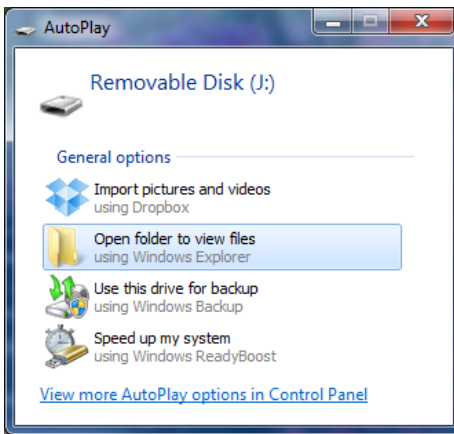 AutoPlay
Removable Disk (J:)
General options
Import pictures and videos
using Dropbox
Open folder to view files
using Windows Explorer
Use this drive for backup
using Windows Backup
Speed up my system
using Windows ReadyBoost
View more AutoPlay options in Control Panel